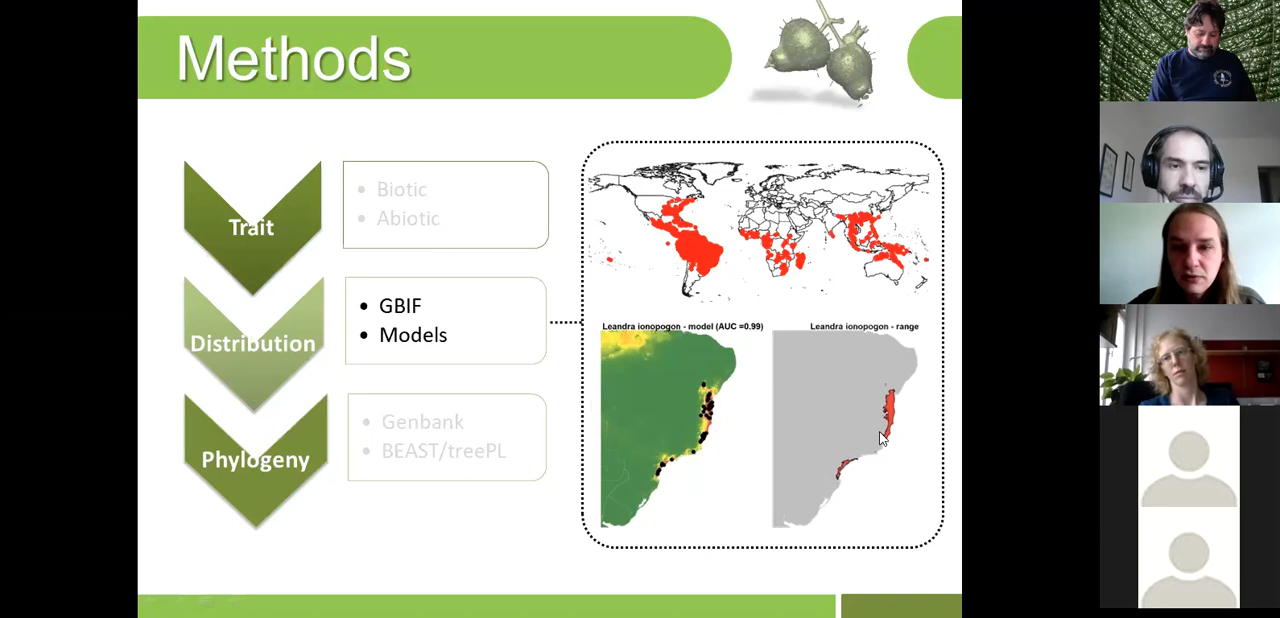 Methods
Trait
Biotic
Abiotic
Distribution
GBIF
Models
Phylogeny
Genbank
BEAST/treePL
Leandra ionopogon - model (AUC =0.99)
Leandra ionopogon - range